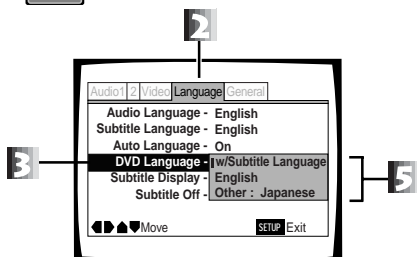 2
Audio1 2 Video Language General
Audio Language - English
Subtitle Language - English
Auto Language - On
3 DVD Language - w/Subtitle Language
Subtitle Display - English 5
Subtitle Off - Other : Japanese
Move SETUP Exit